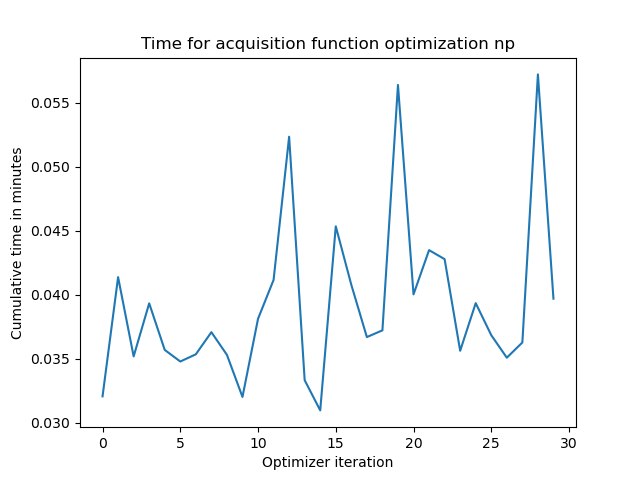 Time for acquisition function optimization np
Cumulative time in minutes
0.055
0.050
0.045
0.040
0.035
0.030
0 5 10 15 20 25 30
Optimizer iteration